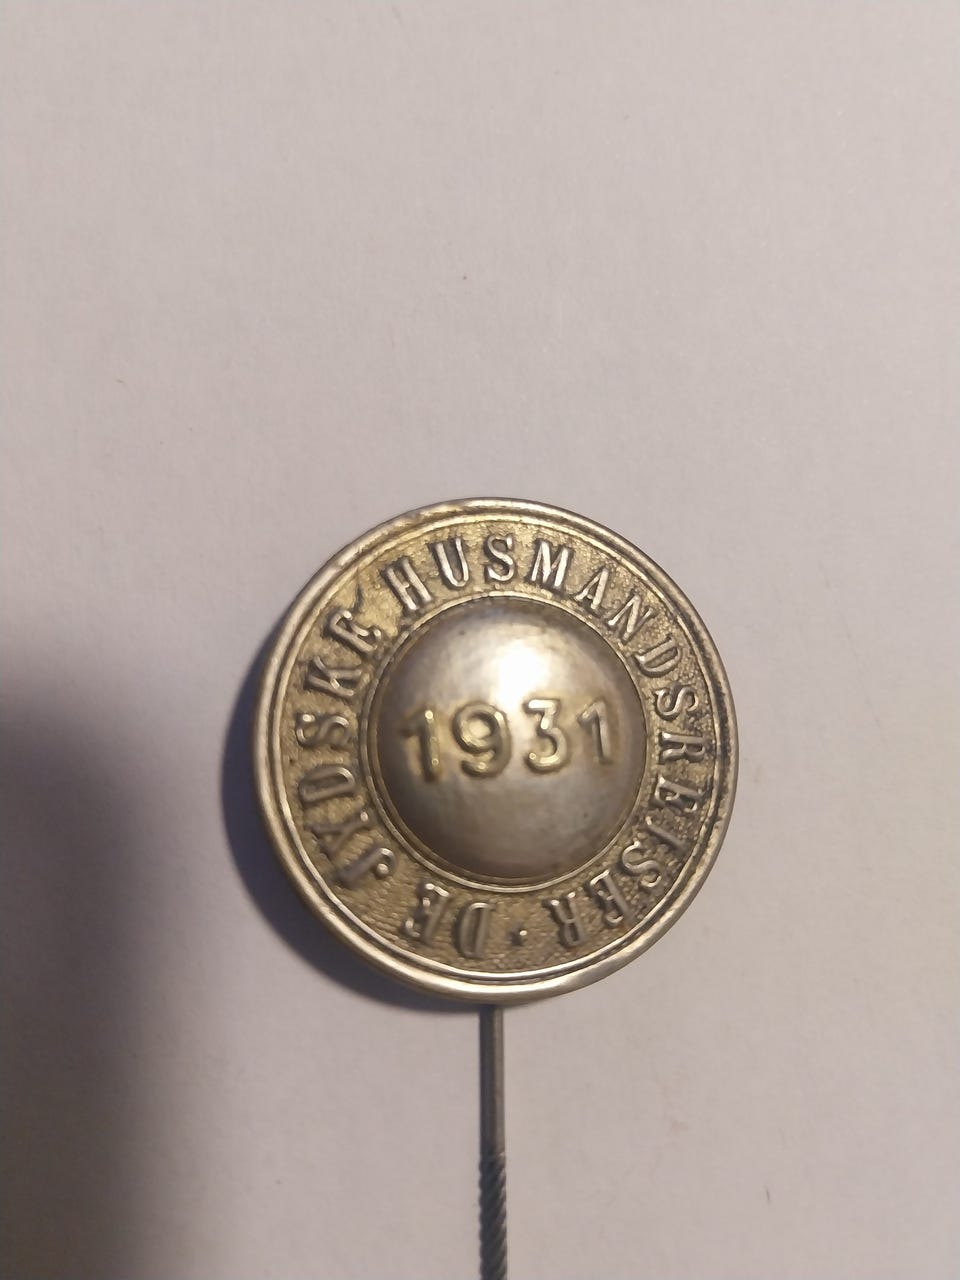 DE JYDSKE HUSMANDSREJSER ·
1931